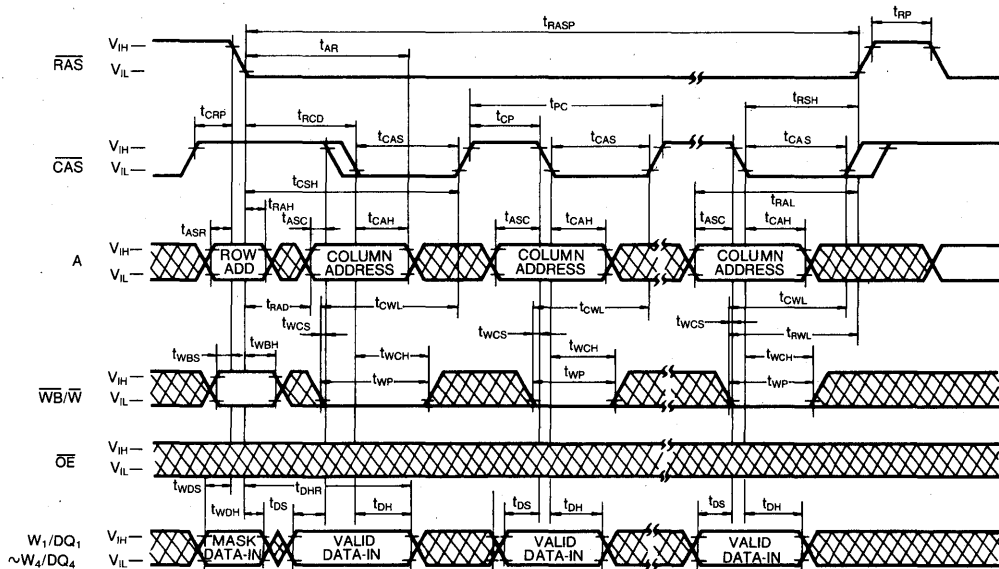 tRP
tRASP
tAR
RAS
VIH
VIL
tCRP
tRCD
tPC
tCP
tRSH
tCAS
tCAS
tCAS
CAS
VIH
VIL
tCSH
tRAL
tRAH
tASR
tASC
tCAH
tASC
tCAH
tASC
tCAH
A
VIH
VIL
ROW ADD
COLUMN ADDRESS
COLUMN ADDRESS
COLUMN ADDRESS
tRAD
tCWL
tCWL
tCWL
tWCS
tWCS
tWCS
tRWL
tWBS
tWBH
tWCH
tWCH
tWCH
tWP
tWP
tWP
WB/W
VIH
VIL
OE
VIH
VIL
tWDS
tWDH
tDHR
tDS
tDH
tDS
tDH
tDS
tDH
W1/DQ1
~W4/DQ4
VIH
VIL
MASK DATA-IN
VALID DATA-IN
VALID DATA-IN
VALID DATA-IN